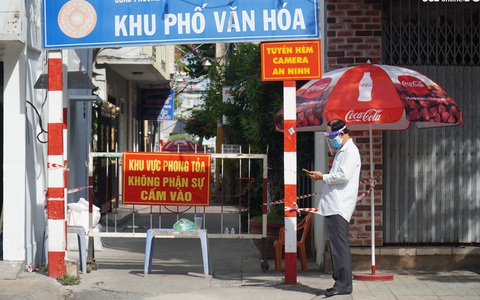 KHU PHỐ VĂN HÓA
TUYẾN HẺM
CAMERA
AN NINH
Coca-Cola
Coca-Cola
KHU VỰC PHONG TỎA
KHÔNG PHẬN SỰ
CẤM VÀO